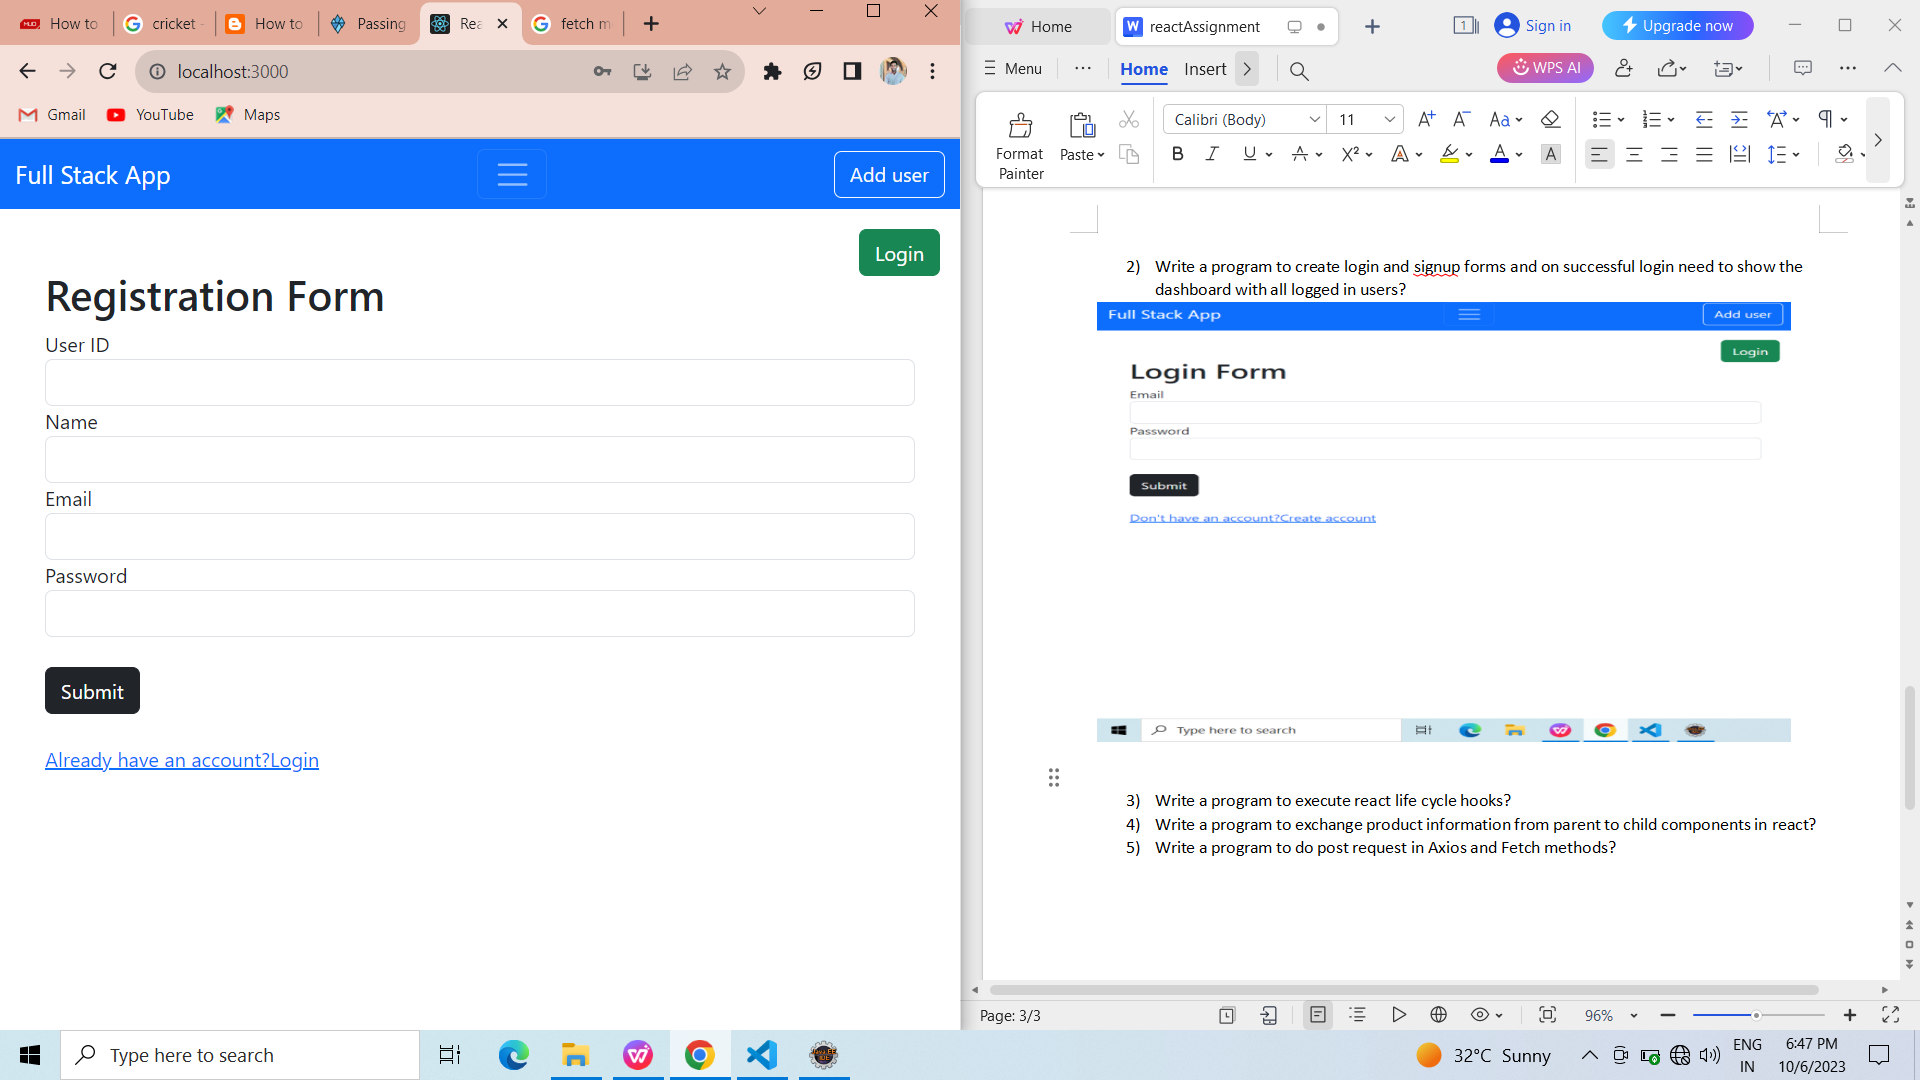 How to
cricket -
How to
Passing
Rea
fetch m
localhost:3000
Gmail
YouTube
Maps
Full Stack App
Add user
Login
Registration Form
User ID
Name
Email
Password
Submit
Already have an account?Login
Home
reactAssignment
Sign in
Upgrade now
Menu
Home
Insert
WPS AI
Format
Painter
Paste
Calibri (Body)
11
2) Write a program to create login and signup forms and on successful login need to show the
dashboard with all logged in users?
Full Stack App
Add user
Login
Login Form
Email
Password
Submit
Don't have an account?Create account
Type here to search
3) Write a program to execute react life cycle hooks?
4) Write a program to exchange product information from parent to child components in react?
5) Write a program to do post request in Axios and Fetch methods?
Page: 3/3
96%
Type here to search
32°C Sunny
ENG
IN
6:47 PM
10/6/2023